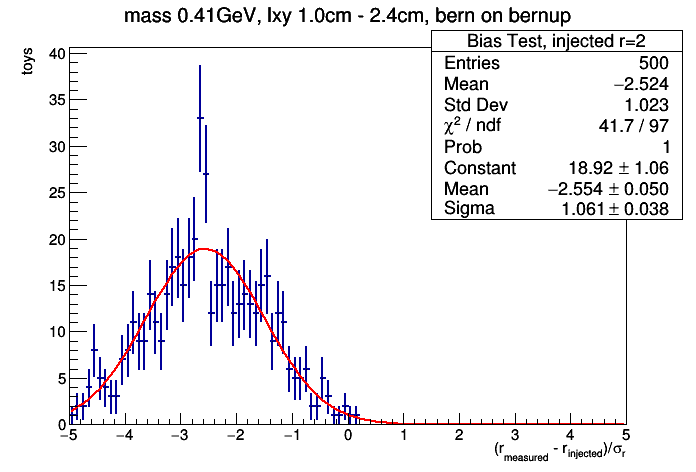 mass 0.41GeV, lxy 1.0cm - 2.4cm, bern on bernup
Bias Test, injected r=2
Entries 500
Mean −2.524
Std Dev 1.023
χ² / ndf 41.7 / 97
Prob 1
Constant 18.92 ± 1.06
Mean −2.554 ± 0.050
Sigma 1.061 ± 0.038
toys
40
35
30
25
20
15
10
5
0
−5 −4 −3 −2 −1 0 1 2 3 4 5
(r_measured - r_injected)/σ_r